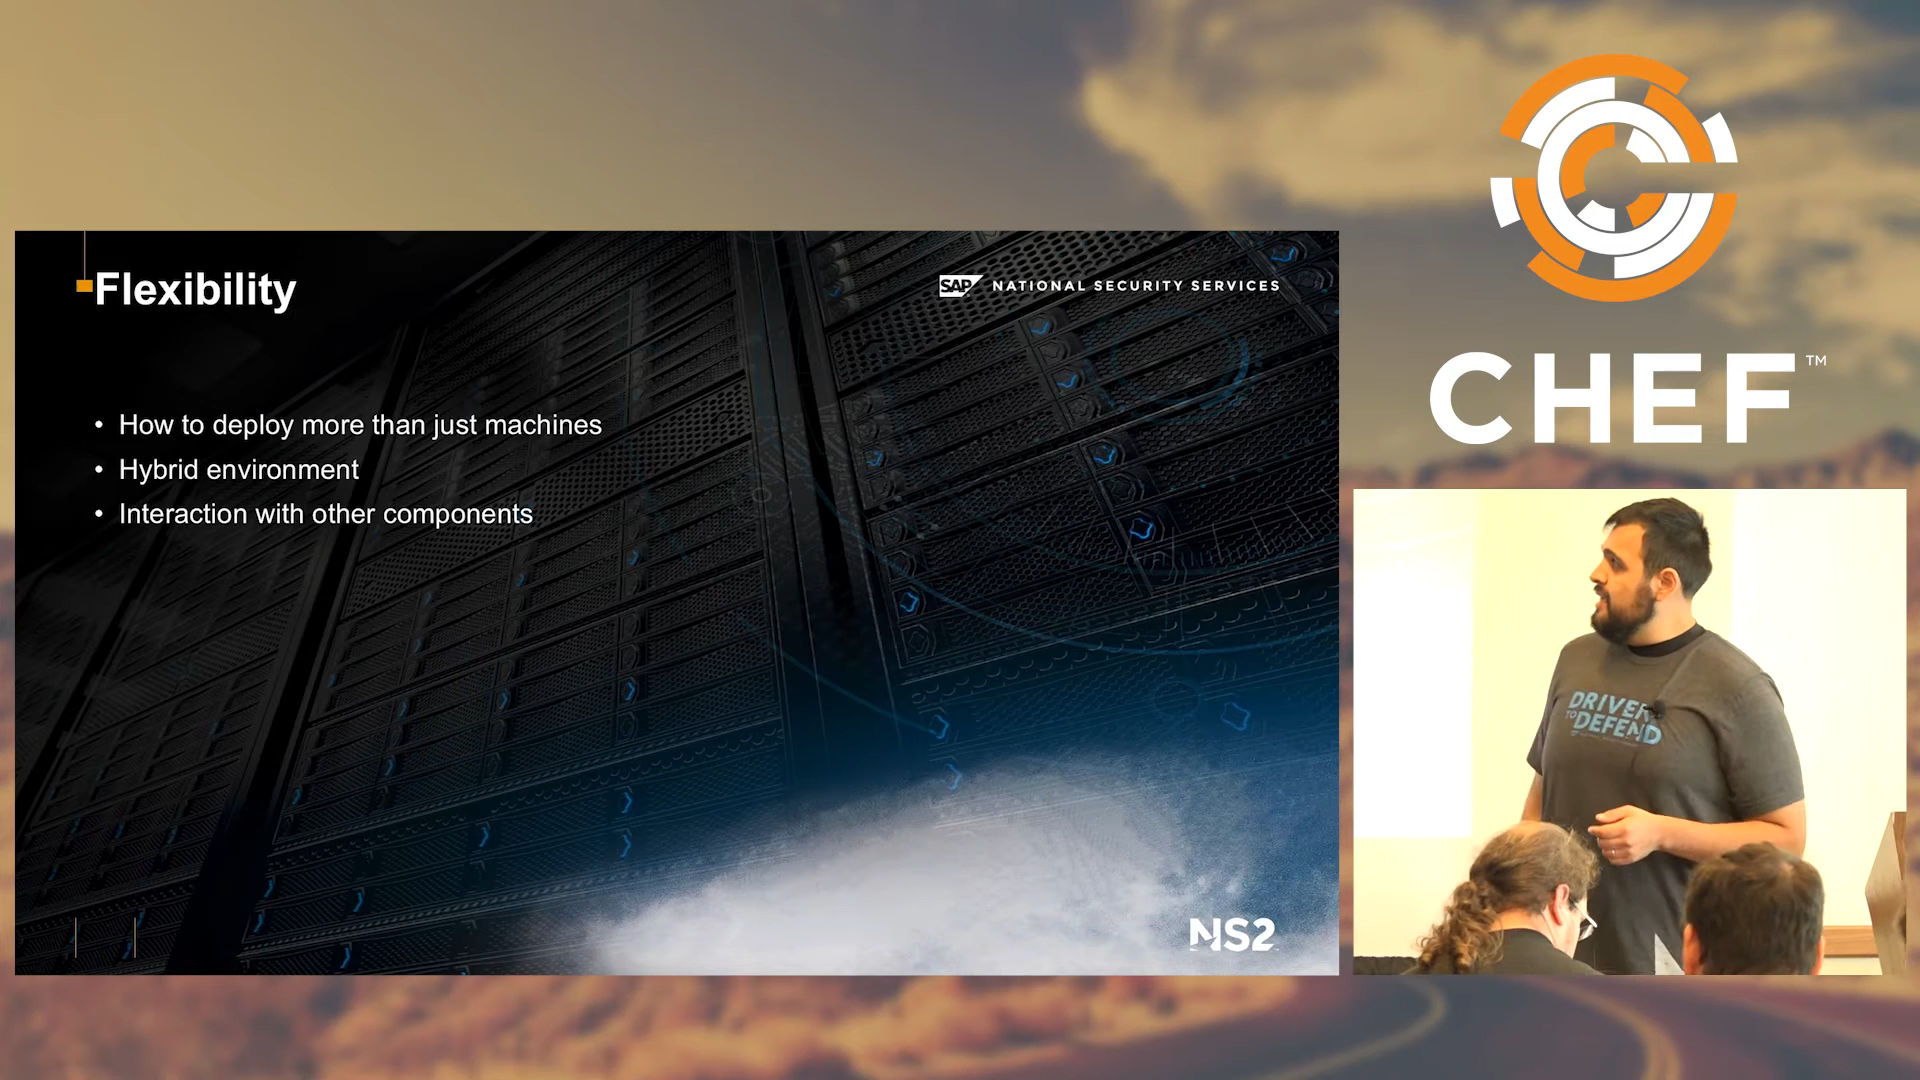 Flexibility
SAP NATIONAL SECURITY SERVICES
• How to deploy more than just machines
• Hybrid environment
• Interaction with other components
NS2
CHEF™
DRIVEN
TO DEFEND